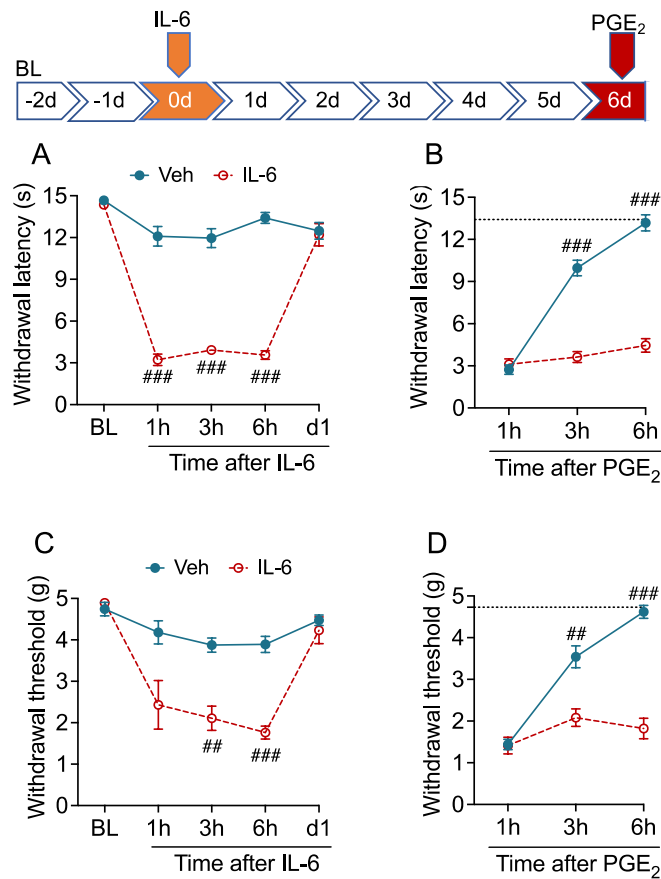 IL-6 PGE₂
BL
-2d -1d 0d 1d 2d 3d 4d 5d 6d
A
Veh IL-6
Withdrawal latency (s)
15
12
9
6
3
0
### ### ###
BL 1h 3h 6h d1
Time after IL-6
B
Withdrawal latency (s)
15
12
9
6
3
0
###
###
1h 3h 6h
Time after PGE₂
C
Veh IL-6
Withdrawal threshold (g)
5
4
3
2
1
0
## ###
BL 1h 3h 6h d1
Time after IL-6
D
Withdrawal threshold (g)
5
4
3
2
1
0
##
###
1h 3h 6h
Time after PGE₂